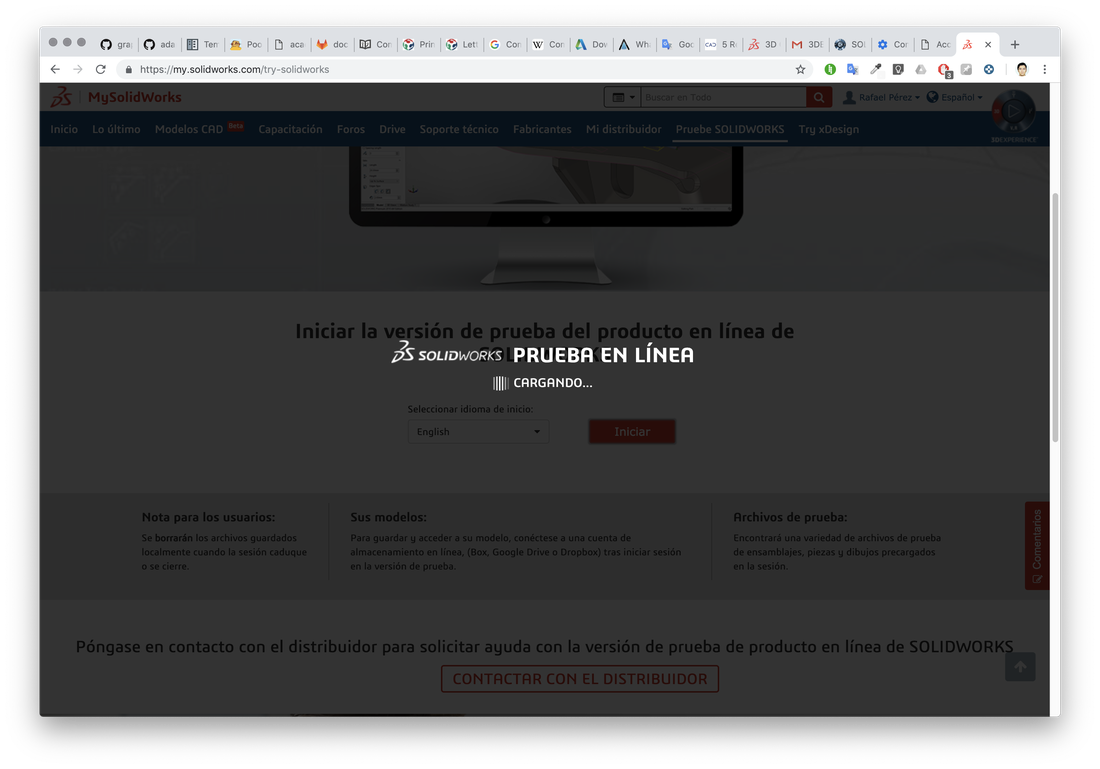 gra
ada
Ten
Poc
aca
doc
Cor
Prin
Let
Con
Con
Dov
Wha
Goc
CA3 5 R
3D
3DE
SOL
Cor
Acc
https://my.solidworks.com/try-solidworks
3
MySolidWorks
Buscar en Todo
Rafael Pérez
Español
Inicio
Lo último
Modelos CAD Beta
Capacitación
Foros
Drive
Soporte técnico
Fabricantes
Mi distribuidor
Pruebe SOLIDWORKS
Try xDesign
3DEXPERIENCE
Iniciar la versión de prueba del producto en línea de
SOLIDWORKS PRUEBA EN LÍNEA
CARGANDO...
Seleccionar idioma de inicio:
English
Iniciar
Nota para los usuarios:
Se borrarán los archivos guardados
localmente cuando la sesión caduque
o se cierre.
Sus modelos:
Para guardar y acceder a su modelo, conéctese a una cuenta de
almacenamiento en línea, (Box, Google Drive o Dropbox) tras iniciar sesión
en la versión de prueba.
Archivos de prueba:
Encontrará una variedad de archivos de prueba
de ensamblajes, piezas y dibujos precargados
en la sesión.
Comentarios
Póngase en contacto con el distribuidor para solicitar ayuda con la versión de prueba de producto en línea de SOLIDWORKS
CONTACTAR CON EL DISTRIBUIDOR